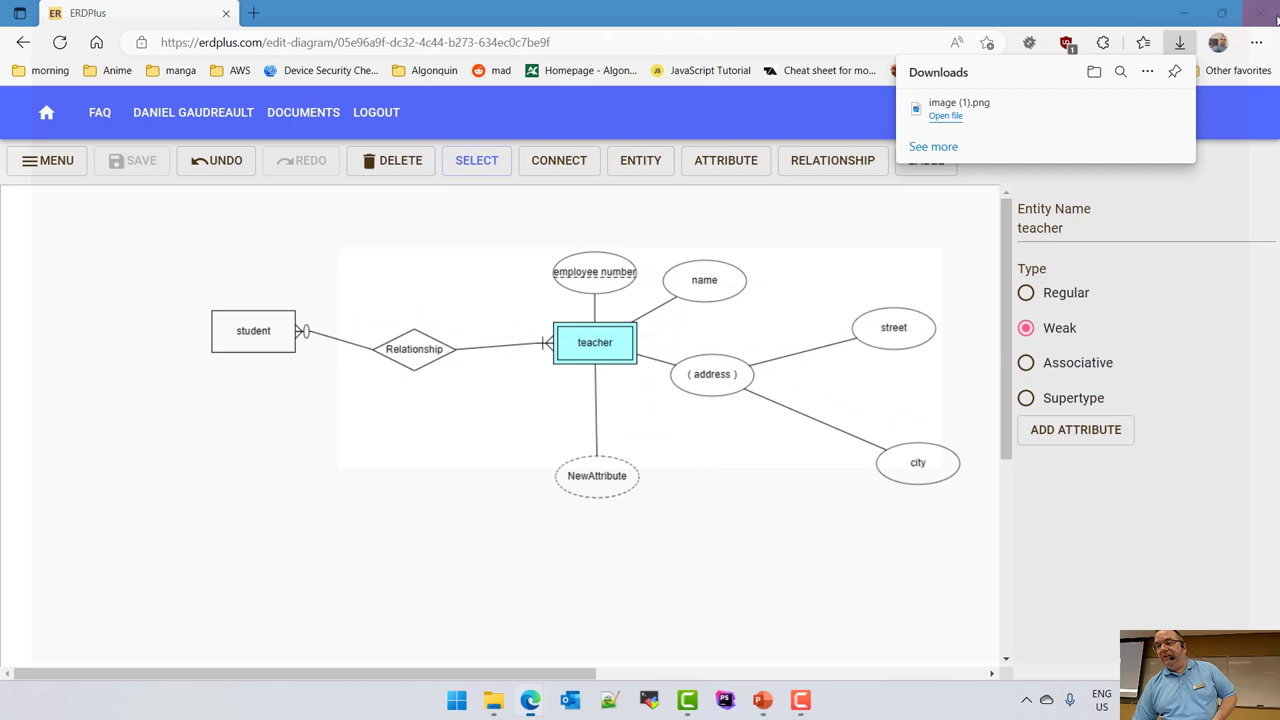 ER ERDPlus
https://erdplus.com/edit-diagram/05e96a9f-dc32-4c44-b273-634ec0c7be9f
1
morning Anime manga AWS Device Security Che... Algonquin mad Homepage - Algon... JavaScript Tutorial Cheat sheet for mo... Other favorites
Downloads
image (1).png
Open file
See more
FAQ DANIEL GAUDREAULT DOCUMENTS LOGOUT
MENU SAVE UNDO REDO DELETE SELECT CONNECT ENTITY ATTRIBUTE RELATIONSHIP LABEL
Entity Name
teacher
Type
Regular
Weak
Associative
Supertype
ADD ATTRIBUTE
employee number
name
street
student
Relationship
teacher
( address )
city
NewAttribute
ENG
US